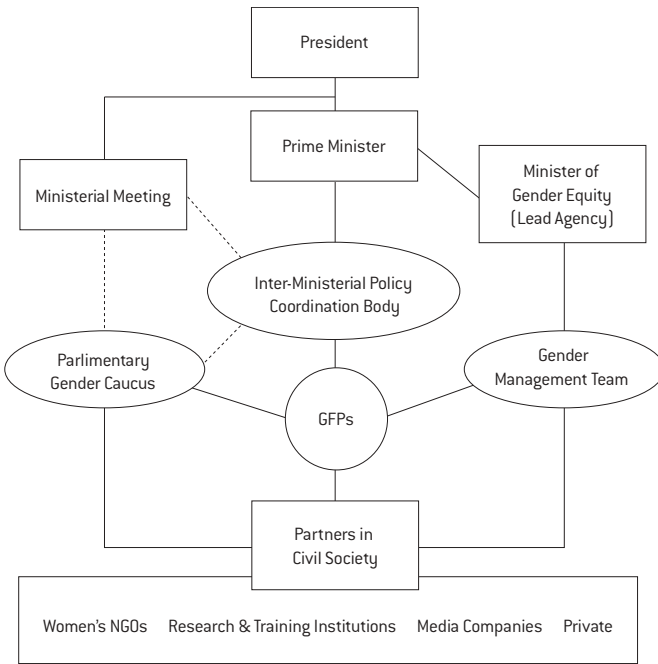 President
Prime Minister
Ministerial Meeting
Minister of
Gender Equity
(Lead Agency)
Inter-Ministerial Policy
Coordination Body
Parlimentary
Gender Caucus
Gender
Management Team
GFPs
Partners in
Civil Society
Women's NGOs Research & Training Institutions Media Companies Private